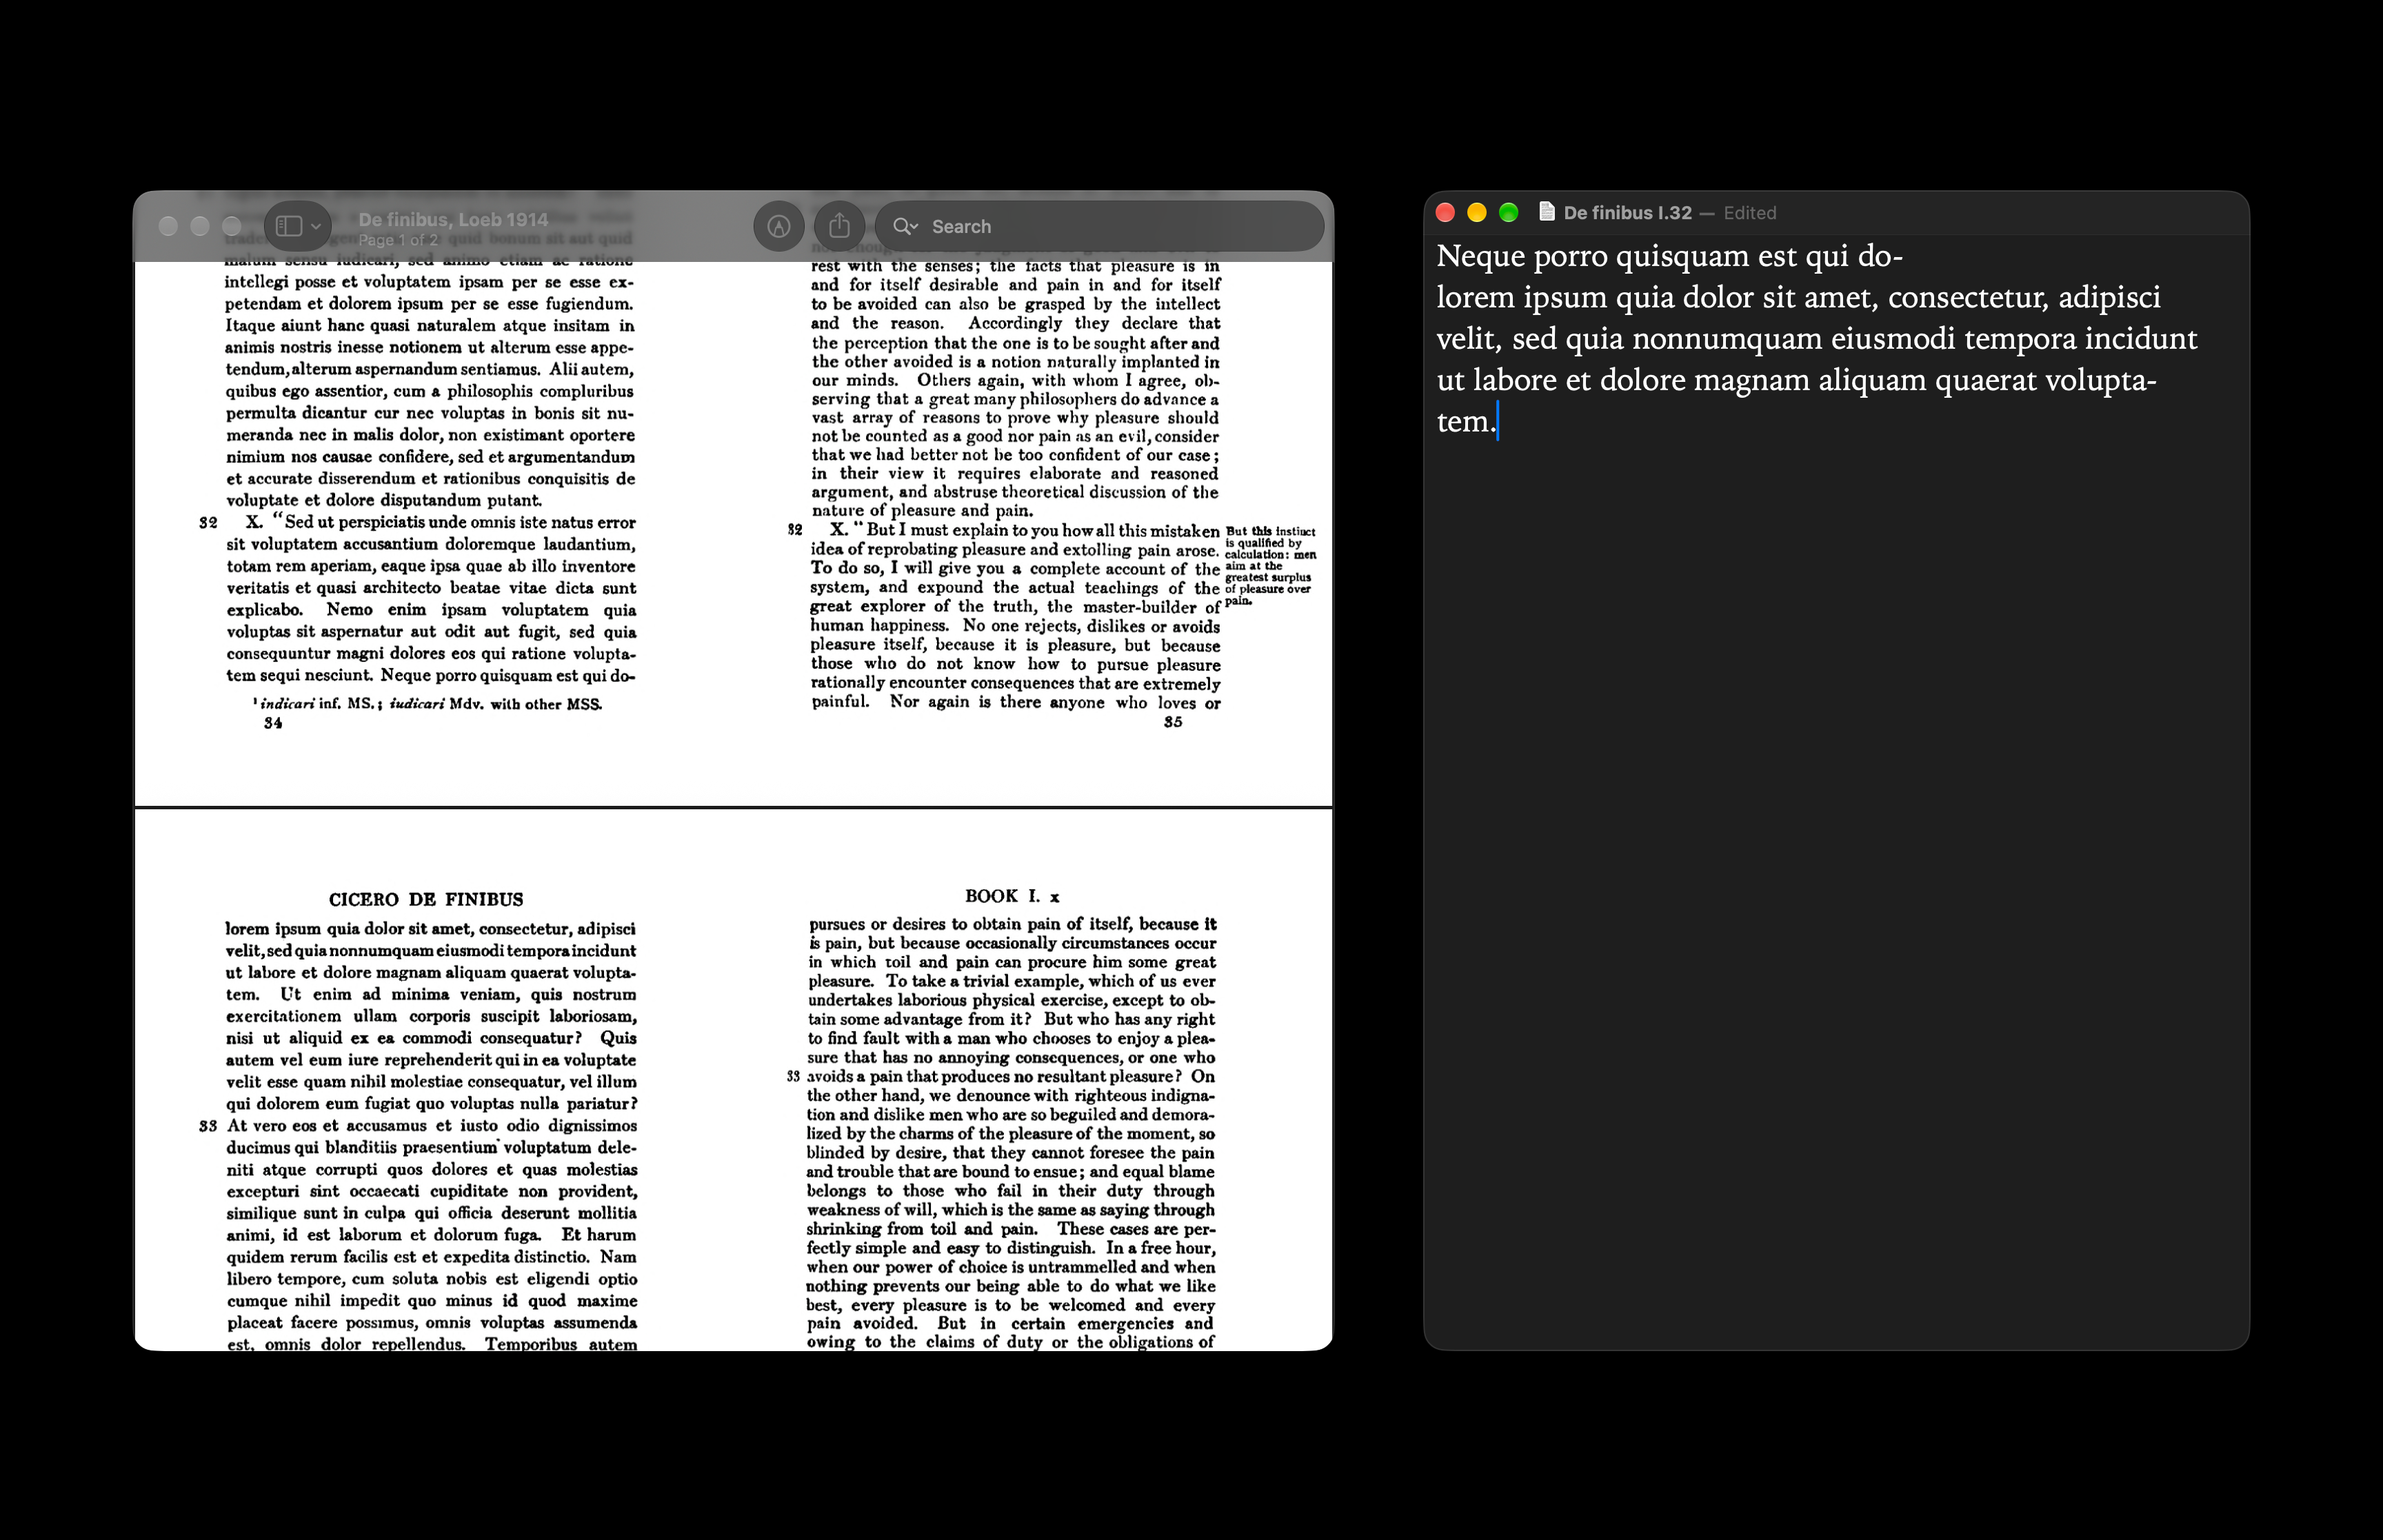 De finibus, Loeb 1914
Page 1 of 2
Search
malum sensu iudicari, sed animo etiam ac ratione
intellegi posse et voluptatem ipsam per se esse ex-
petendam et dolorem ipsum per se esse fugiendum.
Itaque aiunt hanc quasi naturalem atque insitam in
animis nostris inesse notionem ut alterum esse appe-
tendum, alterum aspernandum sentiamus. Alii autem,
quibus ego assentior, cum a philosophis compluribus
permulta dicantur cur nec voluptas in bonis sit nu-
meranda nec in malis dolor, non existimant oportere
nimium nos causae confidere, sed et argumentandum
et accurate disserendum et rationibus conquisitis de
voluptate et dolore disputandum putant.
32 X. “Sed ut perspiciatis unde omnis iste natus error
sit voluptatem accusantium doloremque laudantium,
totam rem aperiam, eaque ipsa quae ab illo inventore
veritatis et quasi architecto beatae vitae dicta sunt
explicabo. Nemo enim ipsam voluptatem quia
voluptas sit aspernatur aut odit aut fugit, sed quia
consequuntur magni dolores eos qui ratione volupta-
tem sequi nesciunt. Neque porro quisquam est qui do-
¹ indicari inf. MS.; iudicari Mdv. with other MSS.
34
rest with the senses; the facts that pleasure is in
and for itself desirable and pain in and for itself
to be avoided can also be grasped by the intellect
and the reason. Accordingly they declare that
the perception that the one is to be sought after and
the other avoided is a notion naturally implanted in
our minds. Others again, with whom I agree, ob-
serving that a great many philosophers do advance a
vast array of reasons to prove why pleasure should
not be counted as a good nor pain as an evil, consider
that we had better not be too confident of our case;
in their view it requires elaborate and reasoned
argument, and abstruse theoretical discussion of the
nature of pleasure and pain.
32 X. “But I must explain to you how all this mistaken
idea of reprobating pleasure and extolling pain arose.
To do so, I will give you a complete account of the
system, and expound the actual teachings of the
great explorer of the truth, the master-builder of
human happiness. No one rejects, dislikes or avoids
pleasure itself, because it is pleasure, but because
those who do not know how to pursue pleasure
rationally encounter consequences that are extremely
painful. Nor again is there anyone who loves or
35
But this instinct
is qualified by
calculation: men
aim at the
greatest surplus
of pleasure over
pain.
CICERO DE FINIBUS
lorem ipsum quia dolor sit amet, consectetur, adipisci
velit, sed quia nonnumquam eiusmodi tempora incidunt
ut labore et dolore magnam aliquam quaerat volupta-
tem. Ut enim ad minima veniam, quis nostrum
exercitationem ullam corporis suscipit laboriosam,
nisi ut aliquid ex ea commodi consequatur? Quis
autem vel eum iure reprehenderit qui in ea voluptate
velit esse quam nihil molestiae consequatur, vel illum
qui dolorem eum fugiat quo voluptas nulla pariatur?
33 At vero eos et accusamus et iusto odio dignissimos
ducimus qui blanditiis praesentium voluptatum dele-
niti atque corrupti quos dolores et quas molestias
excepturi sint occaecati cupiditate non provident,
similique sunt in culpa qui officia deserunt mollitia
animi, id est laborum et dolorum fuga. Et harum
quidem rerum facilis est et expedita distinctio. Nam
libero tempore, cum soluta nobis est eligendi optio
cumque nihil impedit quo minus id quod maxime
placeat facere possimus, omnis voluptas assumenda
est, omnis dolor repellendus. Temporibus autem
BOOK I. x
pursues or desires to obtain pain of itself, because it
is pain, but because occasionally circumstances occur
in which toil and pain can procure him some great
pleasure. To take a trivial example, which of us ever
undertakes laborious physical exercise, except to ob-
tain some advantage from it? But who has any right
to find fault with a man who chooses to enjoy a plea-
sure that has no annoying consequences, or one who
33 avoids a pain that produces no resultant pleasure? On
the other hand, we denounce with righteous indigna-
tion and dislike men who are so beguiled and demora-
lized by the charms of the pleasure of the moment, so
blinded by desire, that they cannot foresee the pain
and trouble that are bound to ensue; and equal blame
belongs to those who fail in their duty through
weakness of will, which is the same as saying through
shrinking from toil and pain. These cases are per-
fectly simple and easy to distinguish. In a free hour,
when our power of choice is untrammelled and when
nothing prevents our being able to do what we like
best, every pleasure is to be welcomed and every
pain avoided. But in certain emergencies and
owing to the claims of duty or the obligations of
De finibus I.32 — Edited
Neque porro quisquam est qui do-
lorem ipsum quia dolor sit amet, consectetur, adipisci
velit, sed quia nonnumquam eiusmodi tempora incidunt
ut labore et dolore magnam aliquam quaerat volupta-
tem.